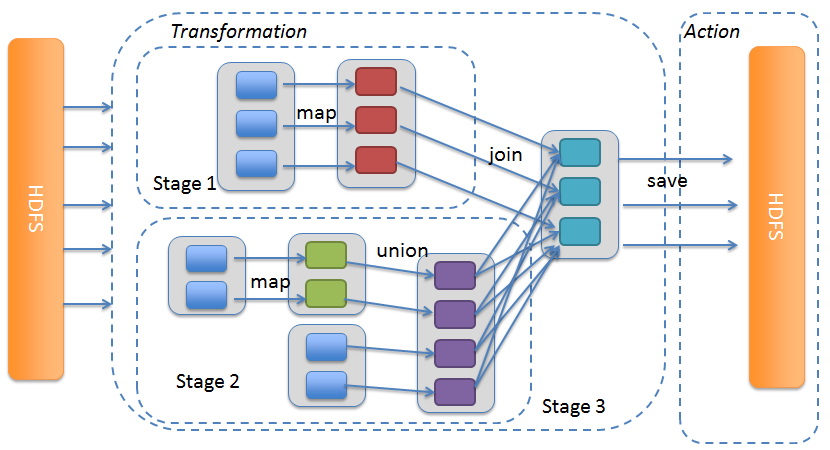 Transformation
Action
HDFS
map
Stage 1
join
save
HDFS
union
map
Stage 2
Stage 3